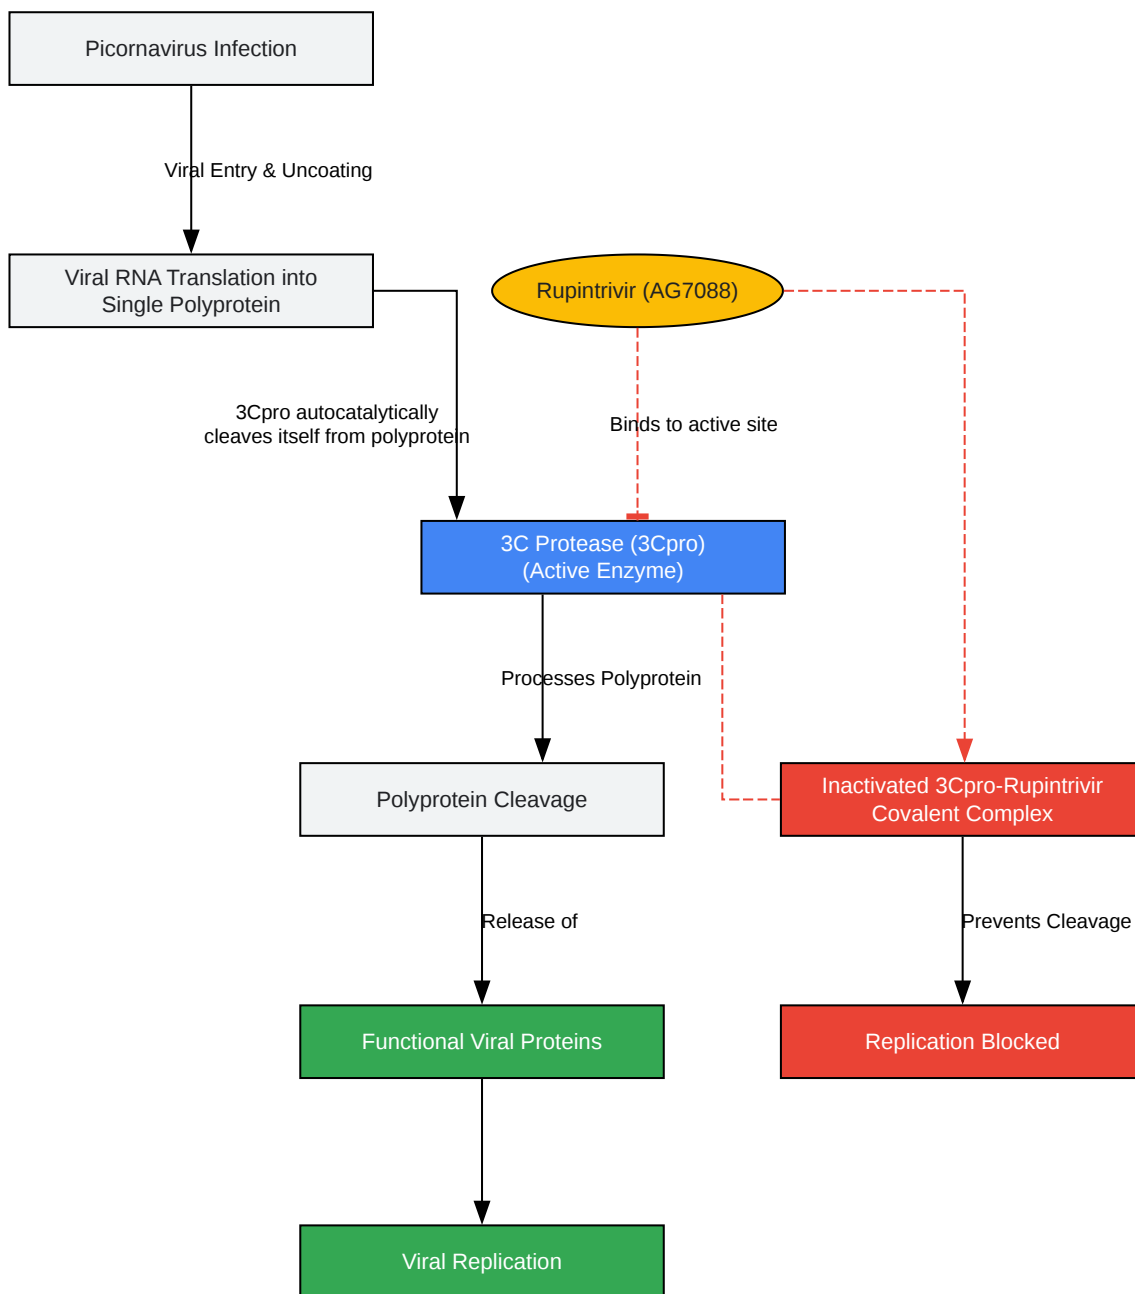 Picornavirus Infection
Viral Entry & Uncoating
Viral RNA Translation into
Single Polyprotein
Rupintrivir (AG7088)
3Cpro autocatalytically
cleaves itself from polyprotein
Binds to active site
3C Protease (3Cpro)
(Active Enzyme)
Processes Polyprotein
Polyprotein Cleavage
Inactivated 3Cpro-Rupintrivir
Covalent Complex
Release of
Prevents Cleavage
Functional Viral Proteins
Replication Blocked
Viral Replication